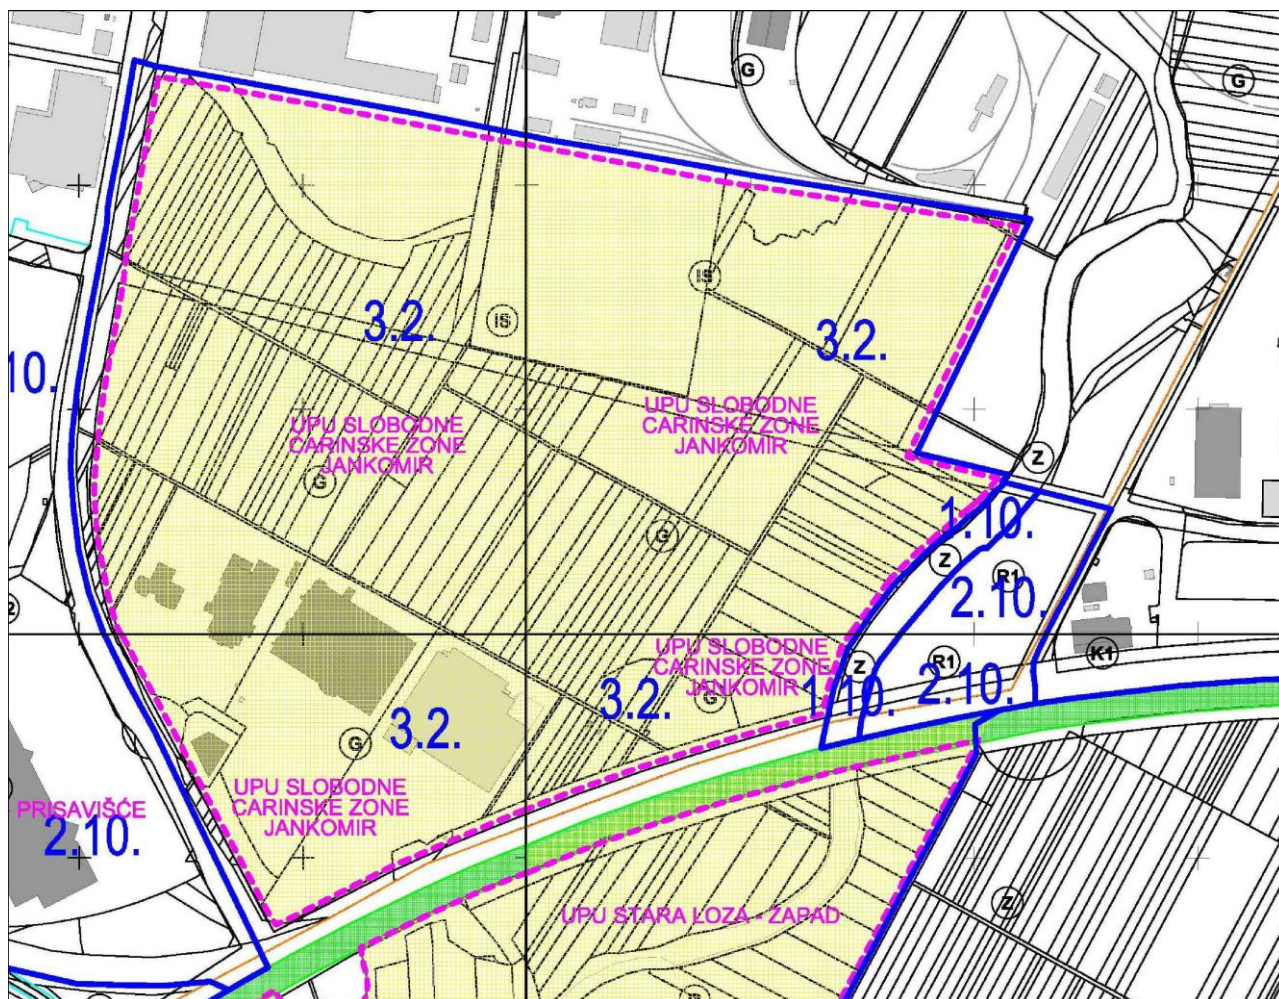 G
G
IS
IS
3.2.
3.2.
10.
UPU SLOBODNE
CARINSKE ZONE
JANKOMIR
UPU SLOBODNE
CARINSKE ZONE
JANKOMIR
G
Z
1.10.
G
Z
R1
2.10.
2
UPU SLOBODNE
CARINSKE ZONE
JANKOMIR
Z
R1
K1
1.10.
2.10.
3.2.
G
3.2.
G
UPU SLOBODNE
CARINSKE ZONE
JANKOMIR
PRISAVIŠĆE
2.10.
UPU STARA LOZA - ZAPAD
Z
IS